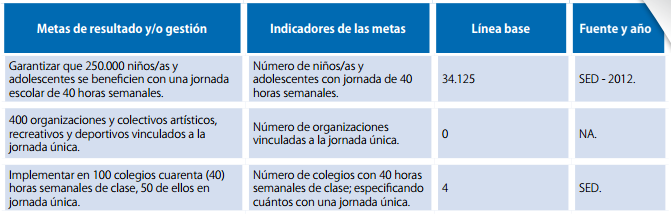 Metas de resultado y/o gestión
Indicadores de las metas
Línea base
Fuente y año
Garantizar que 250.000 niños/as y
adolescentes se beneficien con una jornada
escolar de 40 horas semanales.
Número de niños/as y
adolescentes con jornada de 40
horas semanales.
34.125
SED - 2012.
400 organizaciones y colectivos artísticos,
recreativos y deportivos vinculados a la
jornada única.
Número de organizaciones
vinculadas a la jornada única.
0
NA.
Implementar en 100 colegios cuarenta (40)
horas semanales de clase, 50 de ellos en
jornada única.
Número de colegios con 40 horas
semanales de clase; especificando
cuántos con una jornada única.
4
SED.